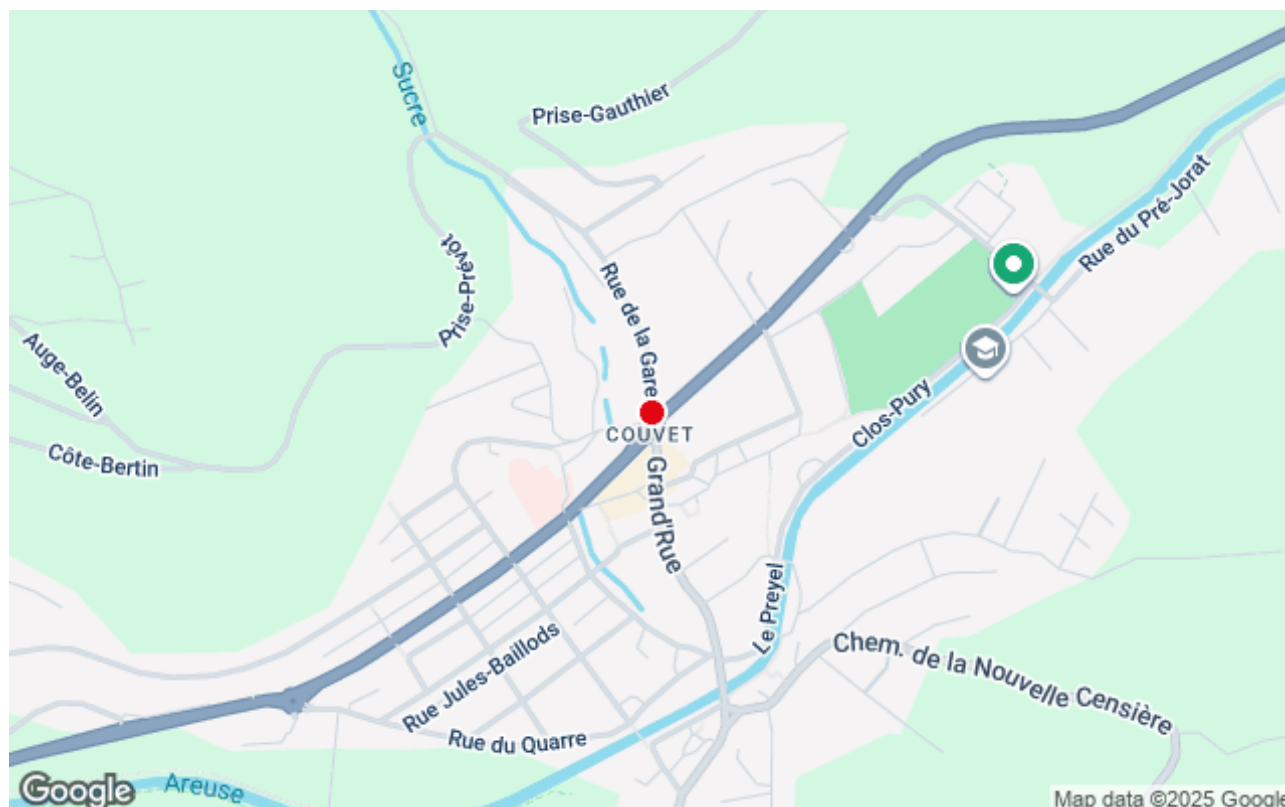 Sucre
Prise-Gauthier
Rue du Pré-Jorat
Prise-Prévôt
Rue de la Gare
Auge-Belin
Clos-Pury
COUVET
Côte-Bertin
Grand'Rue
Le Preyel
Rue Jules-Baillods
Chem. de la Nouvelle Censière
Rue du Quarre
Areuse
Google
Map data ©2025 Google